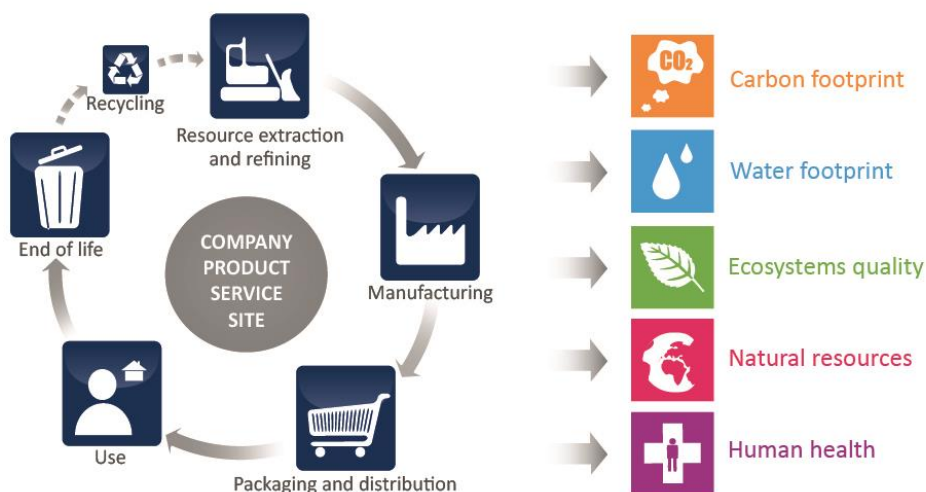 Recycling
Resource extraction
and refining
Manufacturing
Packaging and distribution
Use
End of life
COMPANY
PRODUCT
SERVICE
SITE
CO₂
Carbon footprint
Water footprint
Ecosystems quality
Natural resources
Human health